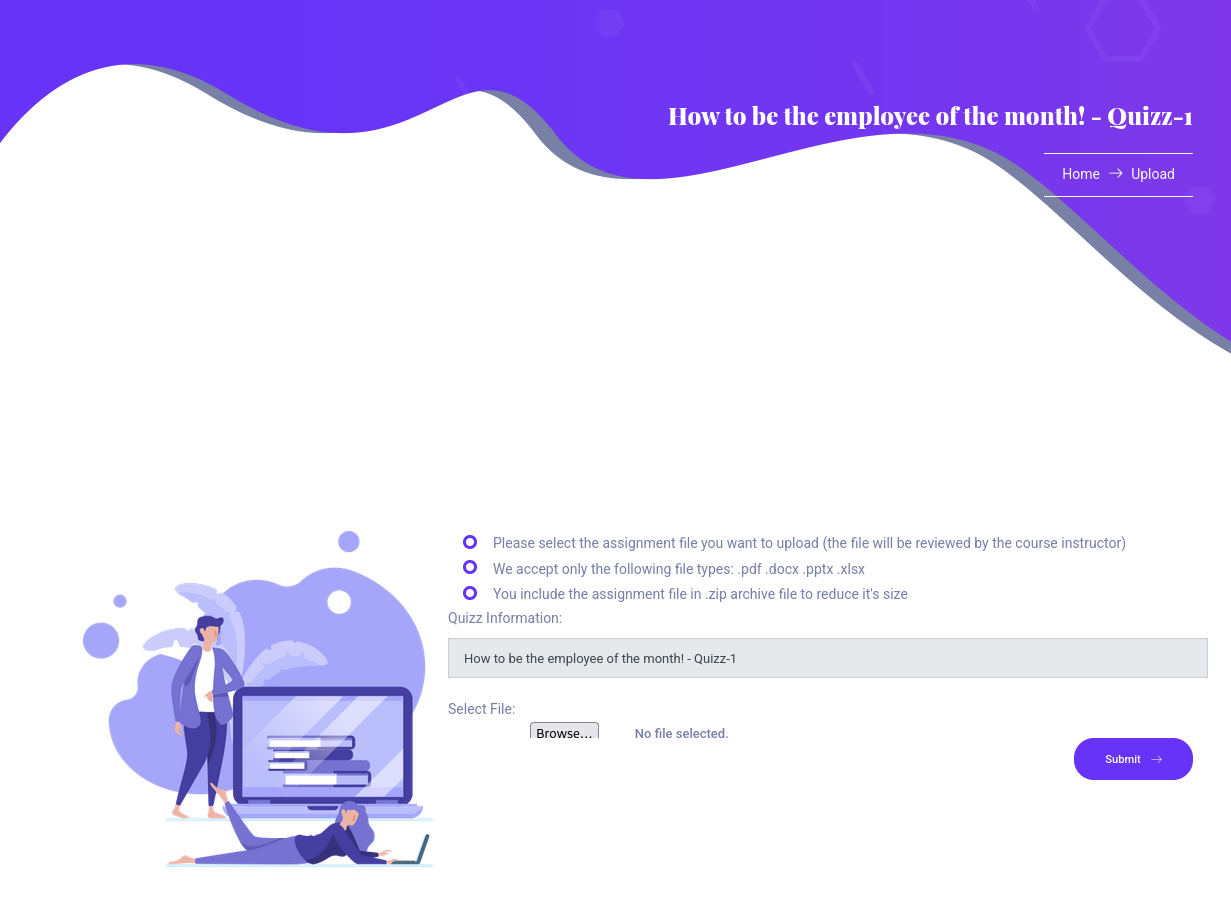 How to be the employee of the month! - Quizz-1
Home → Upload
Please select the assignment file you want to upload (the file will be reviewed by the course instructor)
We accept only the following file types: .pdf .docx .pptx .xlsx
You include the assignment file in .zip archive file to reduce it's size
Quizz Information:
How to be the employee of the month! - Quizz-1
Select File:
Browse... No file selected.
Submit →